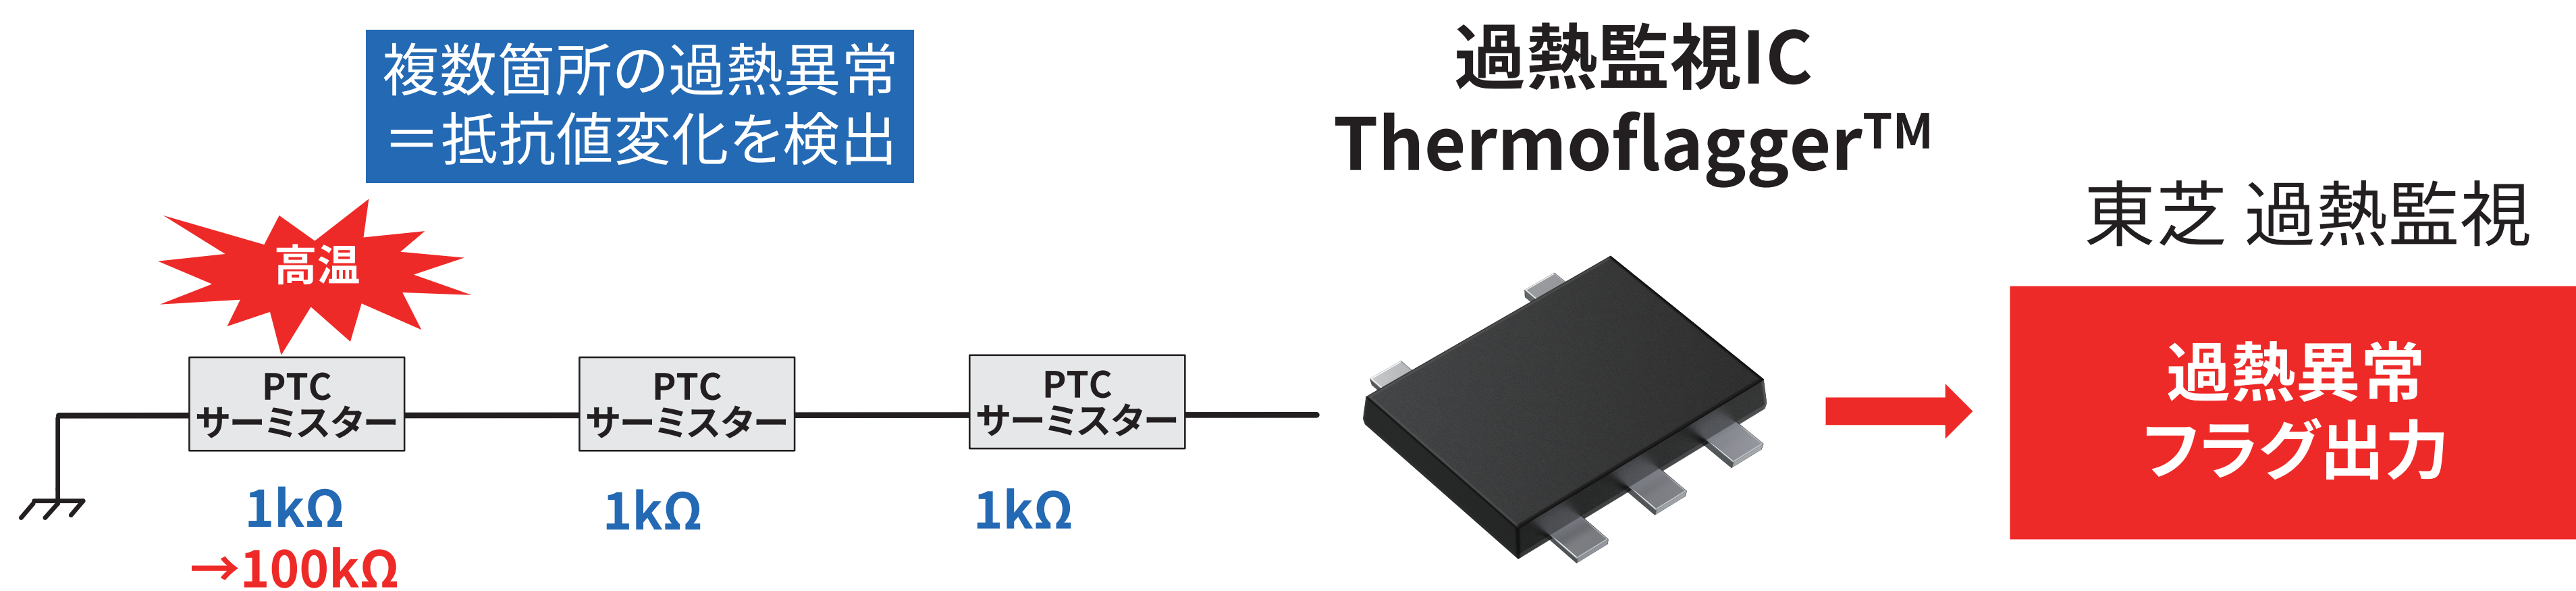 複数箇所の過熱異常
＝抵抗値変化を検出
過熱監視IC
Thermoflagger™
東芝 過熱監視
高温
PTC
サーミスター
PTC
サーミスター
PTC
サーミスター
過熱異常
フラグ出力
1kΩ
→100kΩ
1kΩ
1kΩ